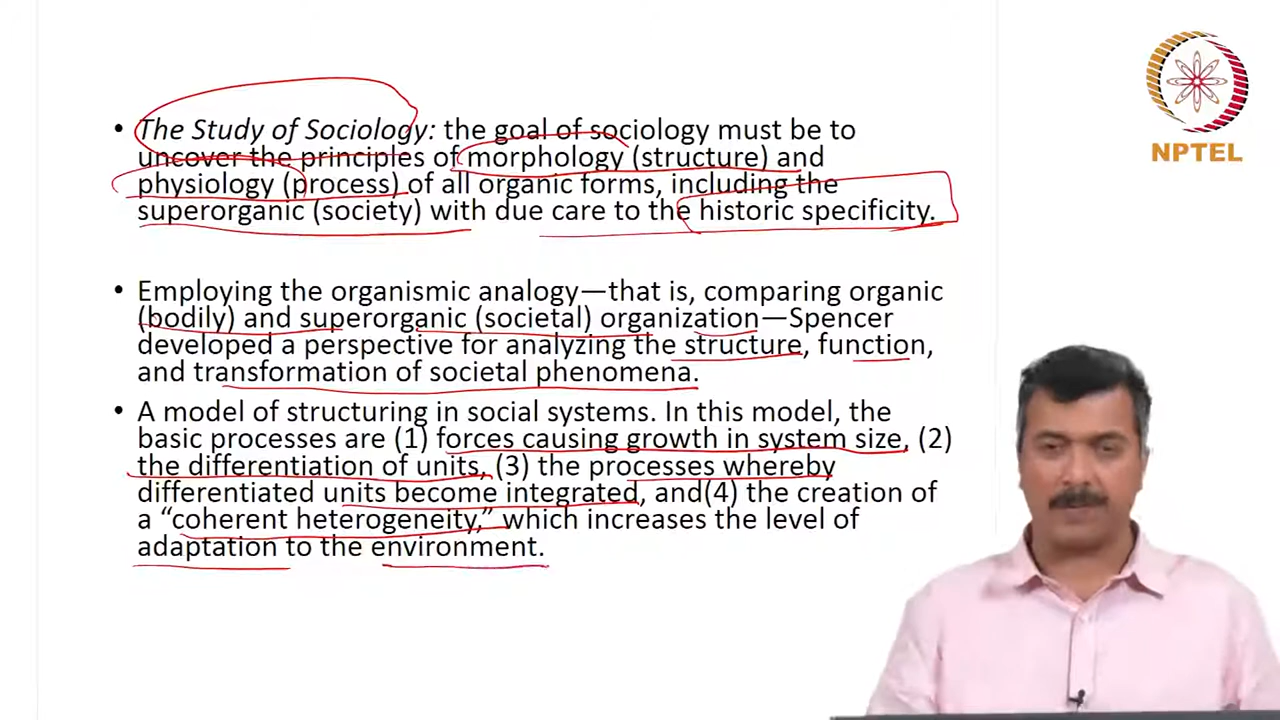 • The Study of Sociology: the goal of sociology must be to
uncover the principles of morphology (structure) and
physiology (process) of all organic forms, including the
superorganic (society) with due care to the historic specificity.
• Employing the organismic analogy—that is, comparing organic
(bodily) and superorganic (societal) organization—Spencer
developed a perspective for analyzing the structure, function,
and transformation of societal phenomena.
• A model of structuring in social systems. In this model, the
basic processes are (1) forces causing growth in system size, (2)
the differentiation of units, (3) the processes whereby
differentiated units become integrated, and(4) the creation of
a “coherent heterogeneity,” which increases the level of
adaptation to the environment.
NPTEL